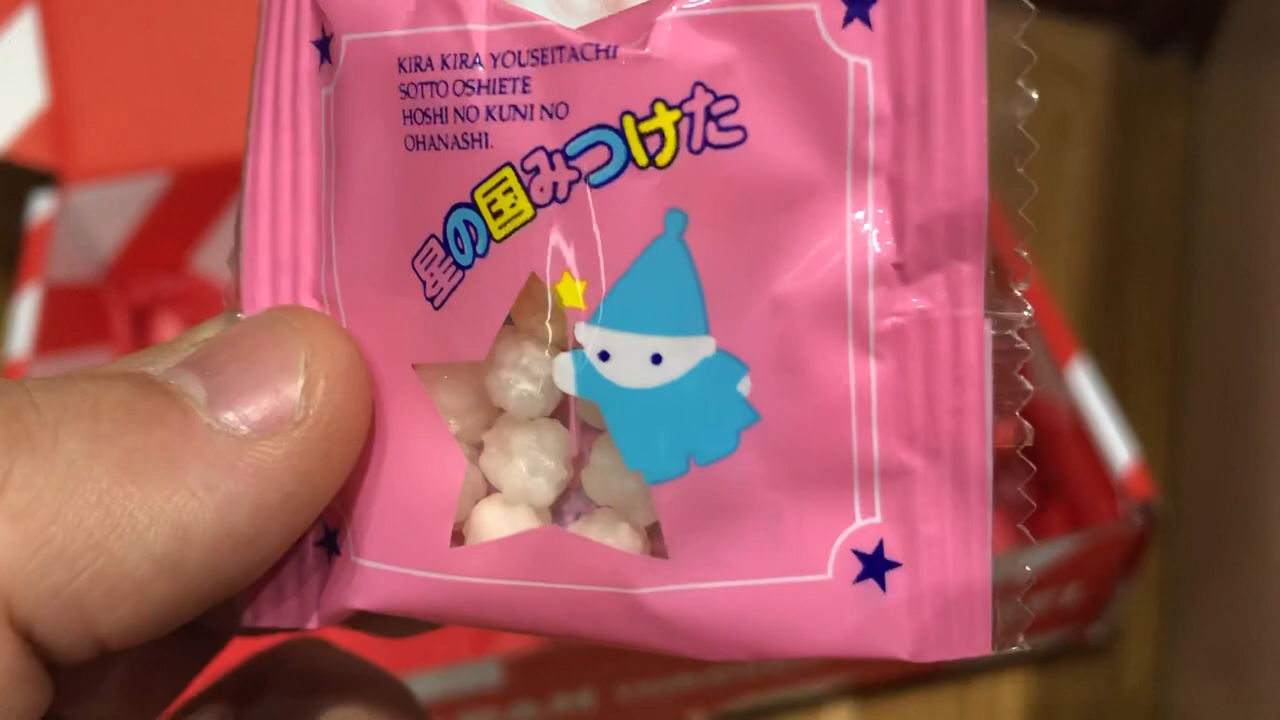 KIRA KIRA YOUSEITACHI
SOTTO OSHIETE
HOSHI NO KUNI NO
OHANASHI.
星の国みつけた